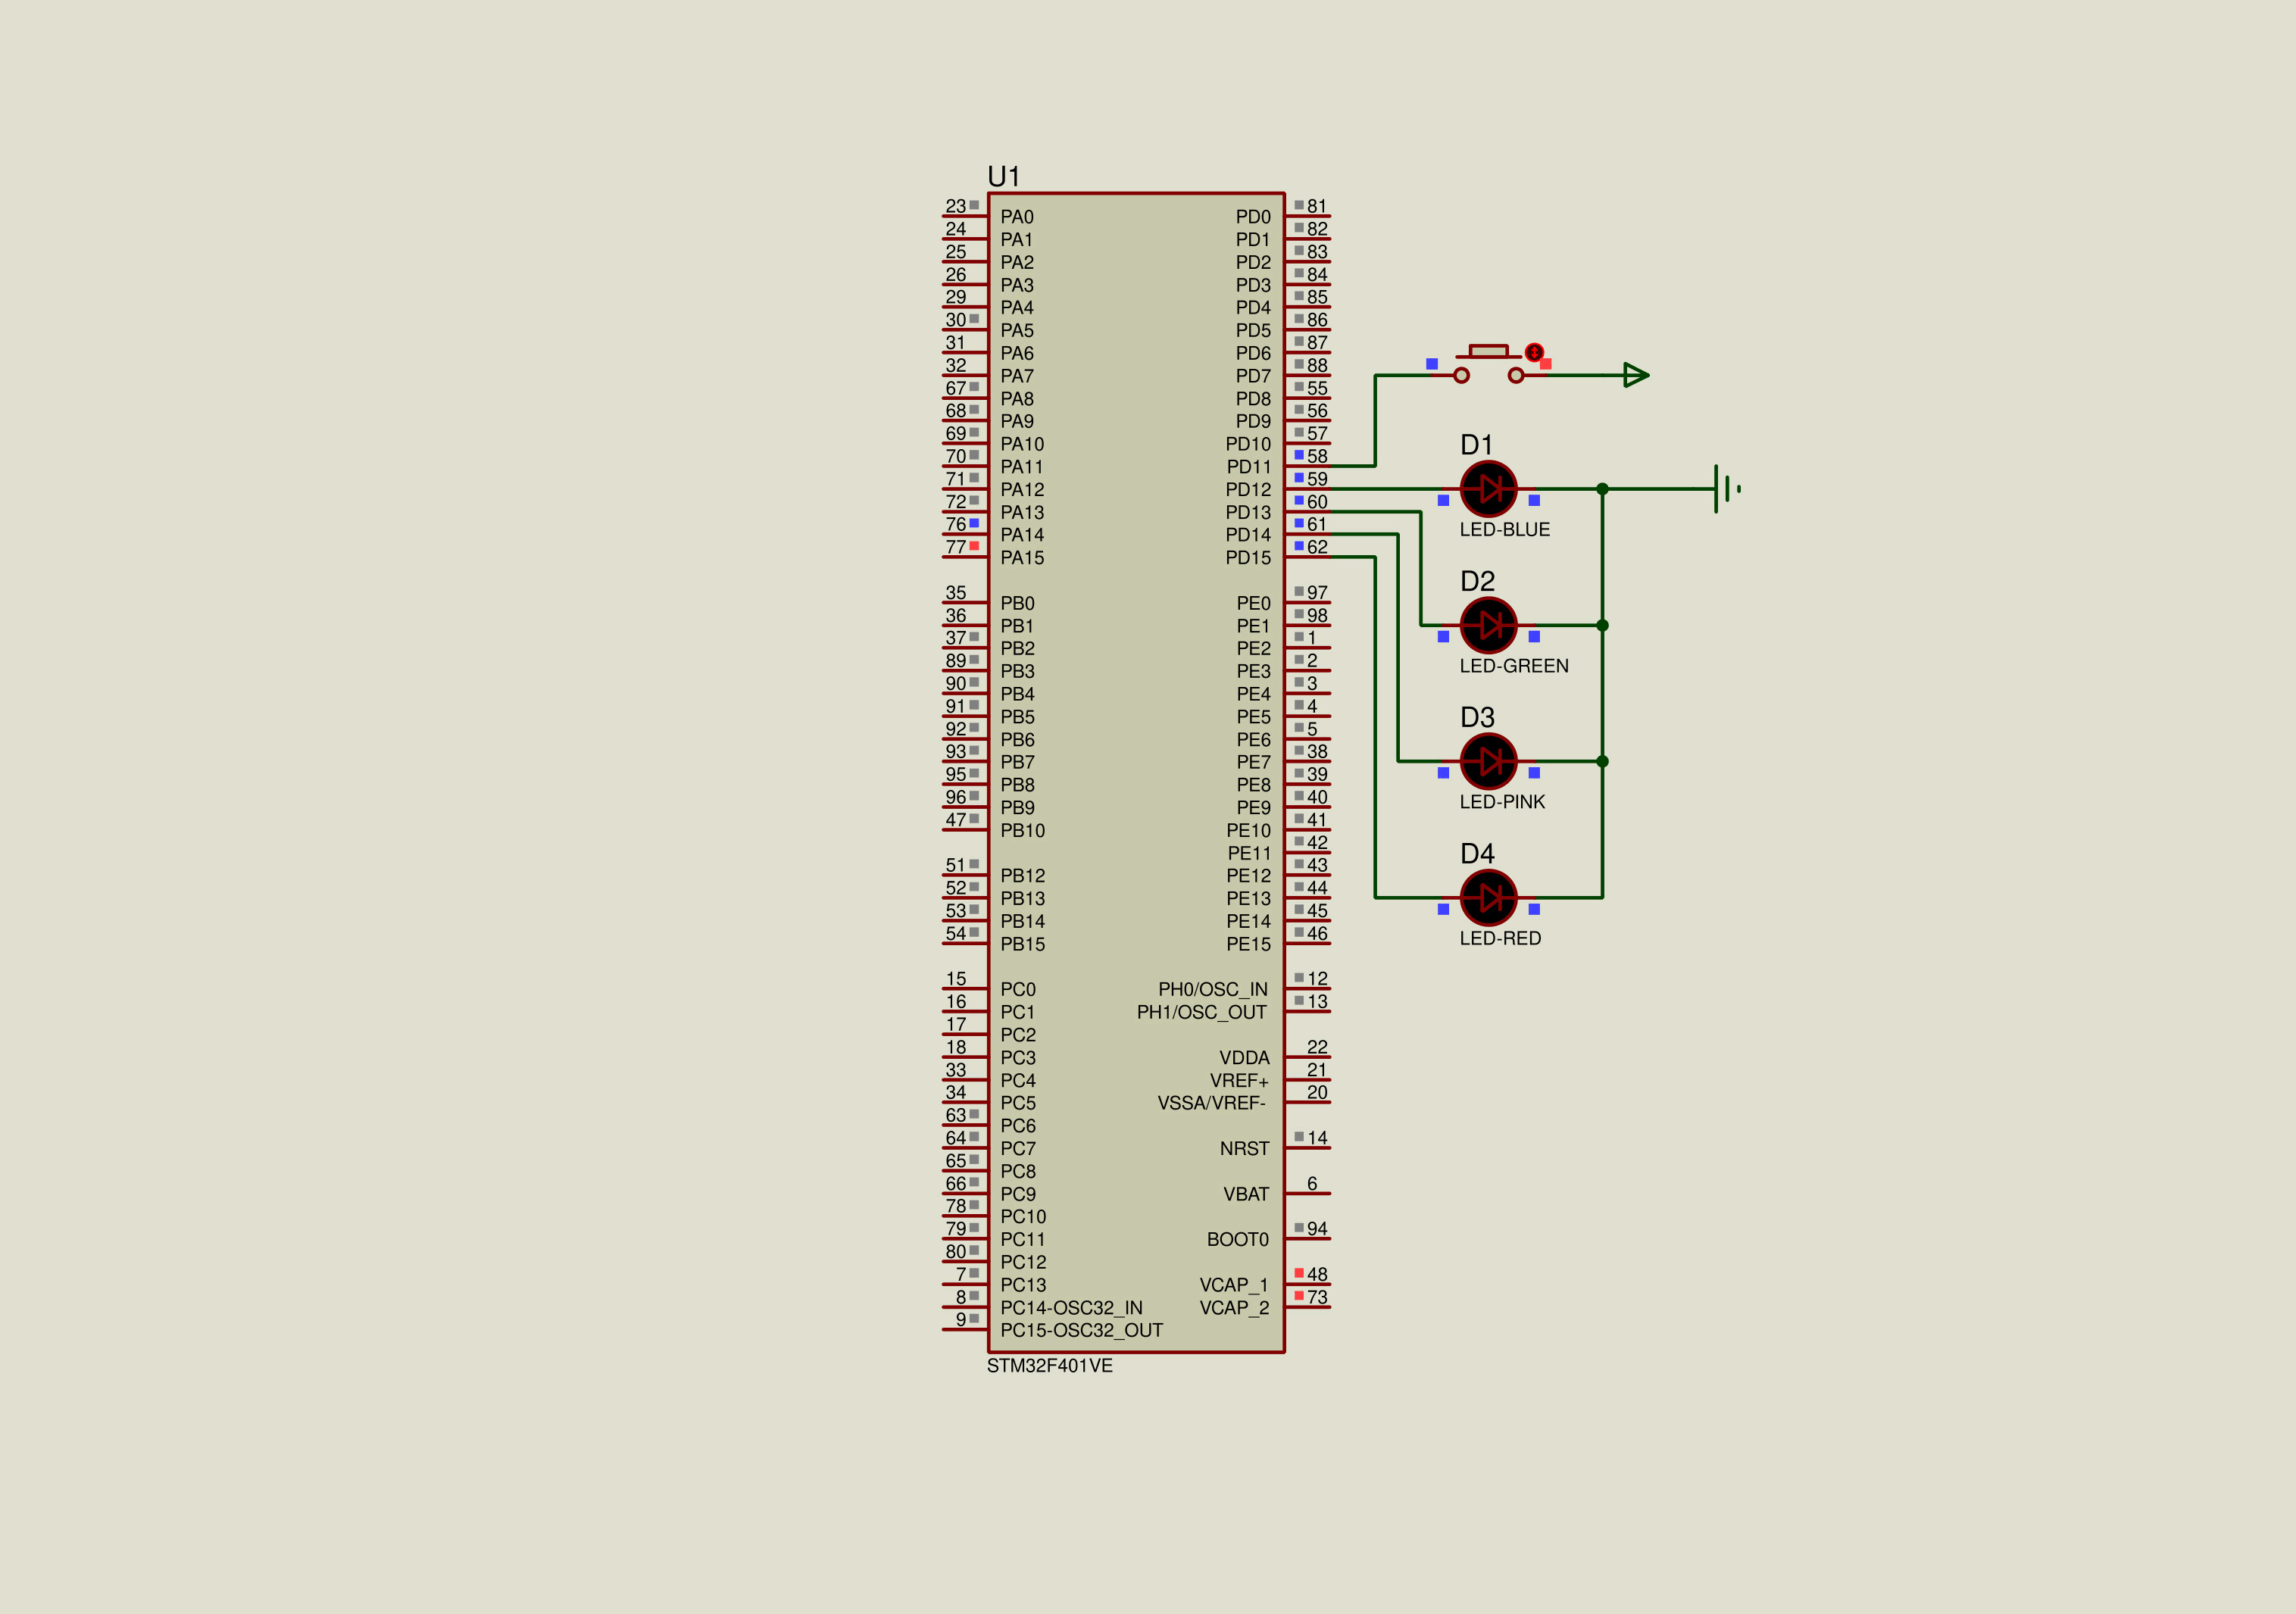 U1
23 PA0 PD0 81
24 PA1 PD1 82
25 PA2 PD2 83
26 PA3 PD3 84
29 PA4 PD4 85
30 PA5 PD5 86
31 PA6 PD6 87
32 PA7 PD7 88
67 PA8 PD8 55
68 PA9 PD9 56
69 PA10 PD10 57
70 PA11 PD11 58
71 PA12 PD12 59
72 PA13 PD13 60
76 PA14 PD14 61
77 PA15 PD15 62
35 PB0 PE0 97
36 PB1 PE1 98
37 PB2 PE2 1
89 PB3 PE3 2
90 PB4 PE4 3
91 PB5 PE5 4
92 PB6 PE6 5
93 PB7 PE7 38
95 PB8 PE8 39
96 PB9 PE9 40
47 PB10 PE10 41
PE11 42
51 PB12 PE12 43
52 PB13 PE13 44
53 PB14 PE14 45
54 PB15 PE15 46
15 PC0 PH0/OSC_IN 12
16 PC1 PH1/OSC_OUT 13
17 PC2
18 PC3 VDDA 22
33 PC4 VREF+ 21
34 PC5 VSSA/VREF- 20
63 PC6
64 PC7 NRST 14
65 PC8
66 PC9 VBAT 6
78 PC10
79 PC11 BOOT0 94
80 PC12
7 PC13 VCAP_1 48
8 PC14-OSC32_IN VCAP_2 73
9 PC15-OSC32_OUT
STM32F401VE
D1
LED-BLUE
D2
LED-GREEN
D3
LED-PINK
D4
LED-RED